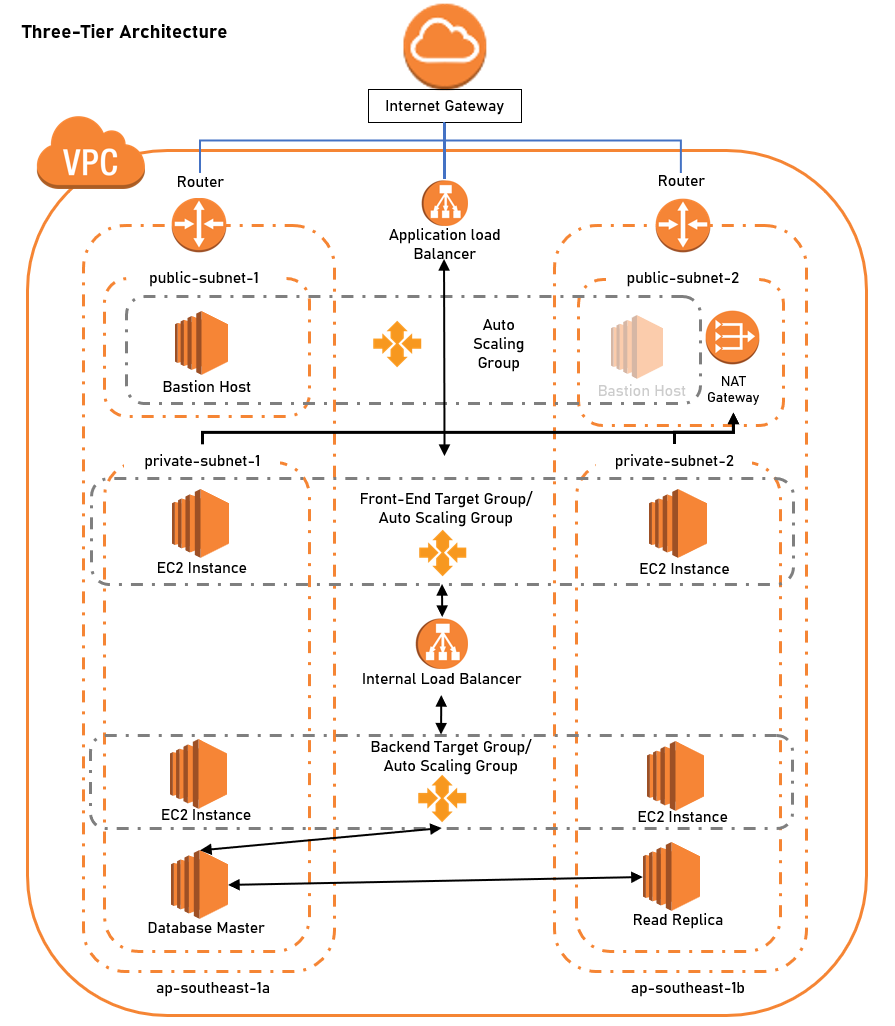 Three-Tier Architecture
Internet Gateway
VPC
Router
Router
Application load
Balancer
public-subnet-1
public-subnet-2
Auto
Scaling
Group
Bastion Host
Bastion Host
NAT
Gateway
private-subnet-1
private-subnet-2
Front-End Target Group/
Auto Scaling Group
EC2 Instance
EC2 Instance
Internal Load Balancer
Backend Target Group/
Auto Scaling Group
EC2 Instance
EC2 Instance
Database Master
Read Replica
ap-southeast-1a
ap-southeast-1b